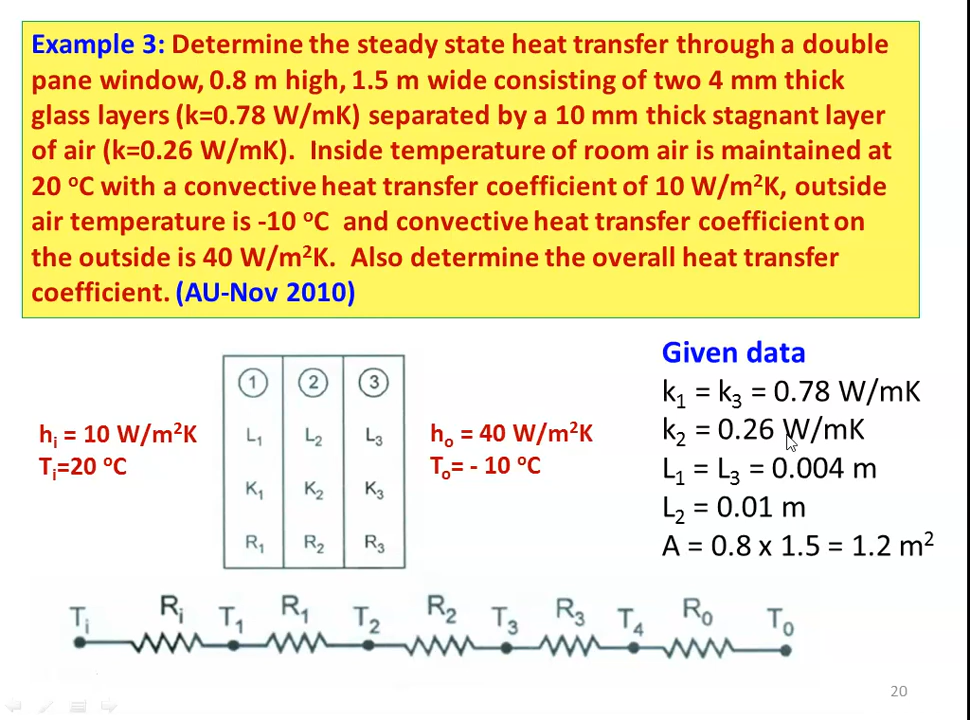 Example 3: Determine the steady state heat transfer through a double
pane window, 0.8 m high, 1.5 m wide consisting of two 4 mm thick
glass layers (k=0.78 W/mK) separated by a 10 mm thick stagnant layer
of air (k=0.26 W/mK). Inside temperature of room air is maintained at
20 ᵒC with a convective heat transfer coefficient of 10 W/m²K, outside
air temperature is -10 ᵒC and convective heat transfer coefficient on
the outside is 40 W/m²K. Also determine the overall heat transfer
coefficient. (AU-Nov 2010)
Given data
k₁ = k₃ = 0.78 W/mK
k₂ = 0.26 W/mK
L₁ = L₃ = 0.004 m
L₂ = 0.01 m
A = 0.8 x 1.5 = 1.2 m²
hᵢ = 10 W/m²K
Tᵢ=20 ᵒC
① ② ③
L₁ L₂ L₃
K₁ K₂ K₃
R₁ R₂ R₃
hₒ = 40 W/m²K
Tₒ= - 10 ᵒC
Tᵢ Rᵢ T₁ R₁ T₂ R₂ T₃ R₃ T₄ R₀ T₀
20